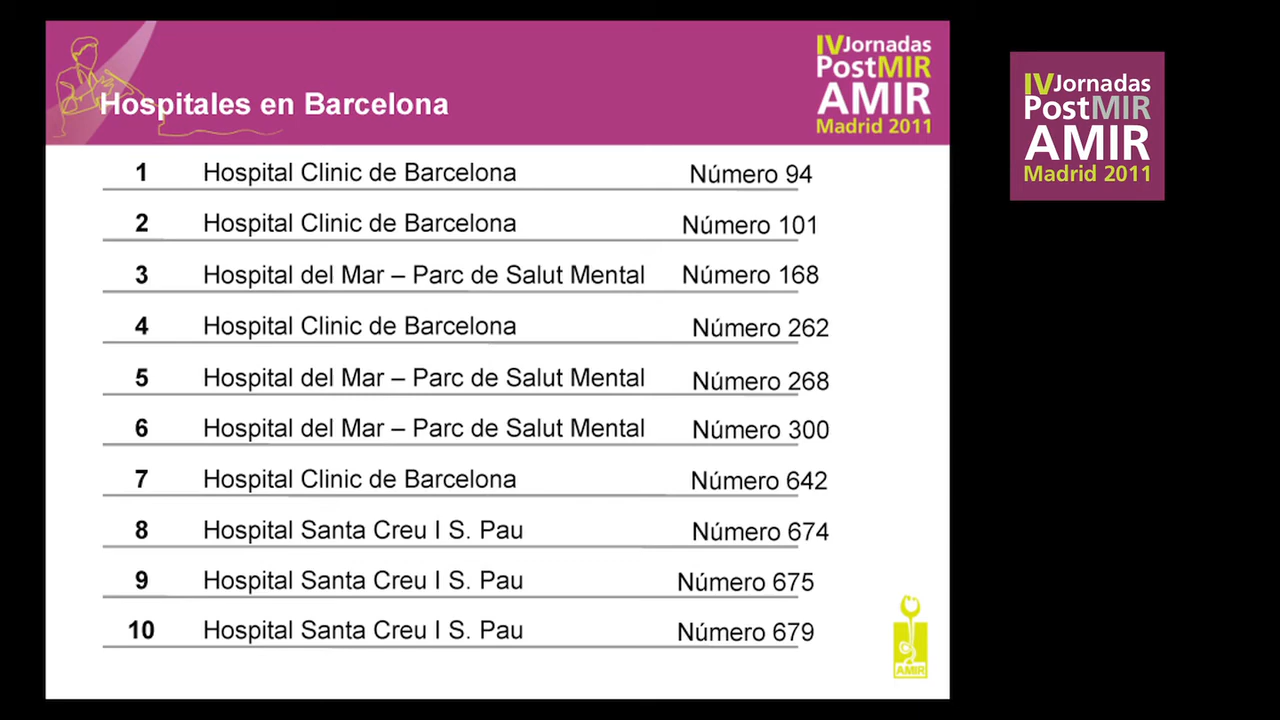 Hospitales en Barcelona
IVJornadas
PostMIR
AMIR
Madrid 2011
1 Hospital Clinic de Barcelona Número 94
2 Hospital Clinic de Barcelona Número 101
3 Hospital del Mar – Parc de Salut Mental Número 168
4 Hospital Clinic de Barcelona Número 262
5 Hospital del Mar – Parc de Salut Mental Número 268
6 Hospital del Mar – Parc de Salut Mental Número 300
7 Hospital Clinic de Barcelona Número 642
8 Hospital Santa Creu I S. Pau Número 674
9 Hospital Santa Creu I S. Pau Número 675
10 Hospital Santa Creu I S. Pau Número 679
AMIR
IVJornadas
PostMIR
AMIR
Madrid 2011